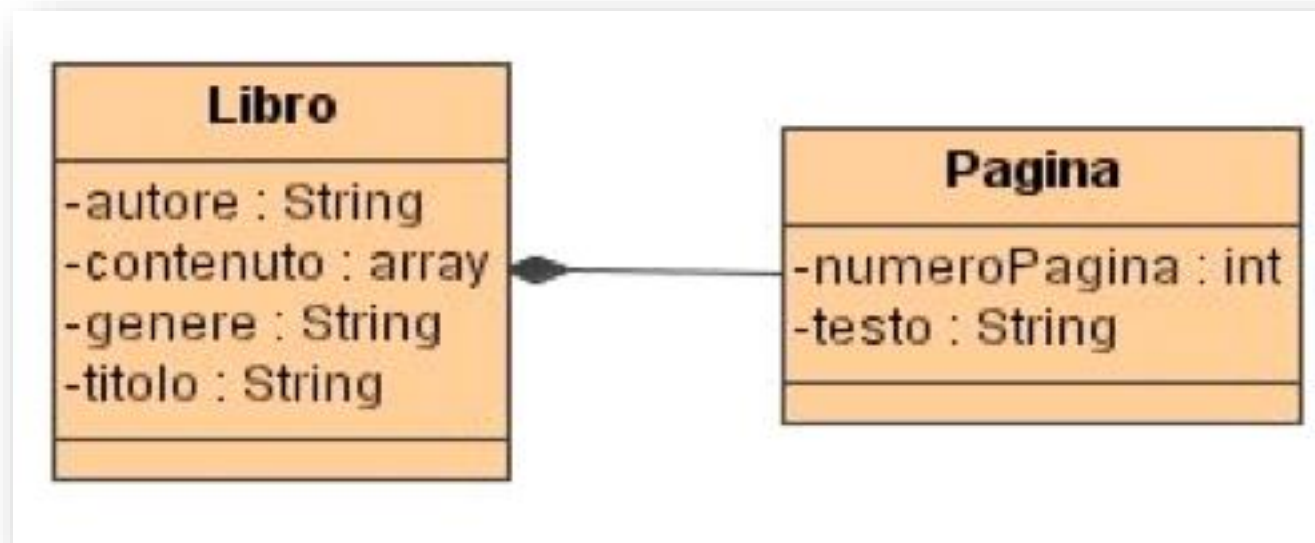 Libro
-autore : String
-contenuto : array
-genere : String
-titolo : String
Pagina
-numeroPagina : int
-testo : String